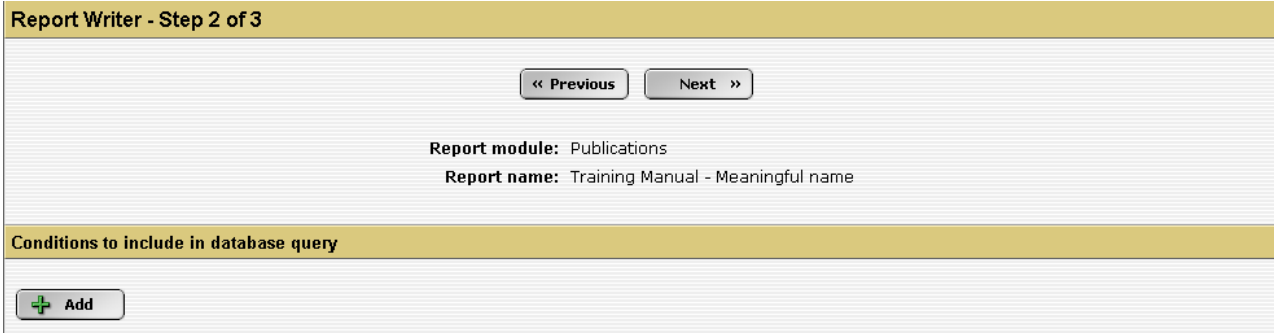 Report Writer - Step 2 of 3
« Previous Next »
Report module: Publications
Report name: Training Manual - Meaningful name
Conditions to include in database query
Add